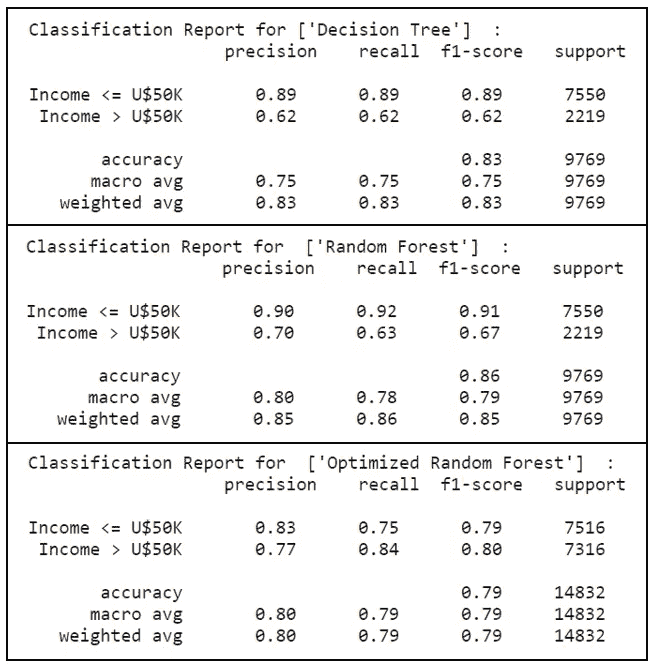 Classification Report for ['Decision Tree'] :
precision recall f1-score support
Income <= U$50K 0.89 0.89 0.89 7550
Income > U$50K 0.62 0.62 0.62 2219
accuracy 0.83 9769
macro avg 0.75 0.75 0.75 9769
weighted avg 0.83 0.83 0.83 9769
Classification Report for ['Random Forest'] :
precision recall f1-score support
Income <= U$50K 0.90 0.92 0.91 7550
Income > U$50K 0.70 0.63 0.67 2219
accuracy 0.86 9769
macro avg 0.80 0.78 0.79 9769
weighted avg 0.85 0.86 0.85 9769
Classification Report for ['Optimized Random Forest'] :
precision recall f1-score support
Income <= U$50K 0.83 0.75 0.79 7516
Income > U$50K 0.77 0.84 0.80 7316
accuracy 0.79 14832
macro avg 0.80 0.79 0.79 14832
weighted avg 0.80 0.79 0.79 14832